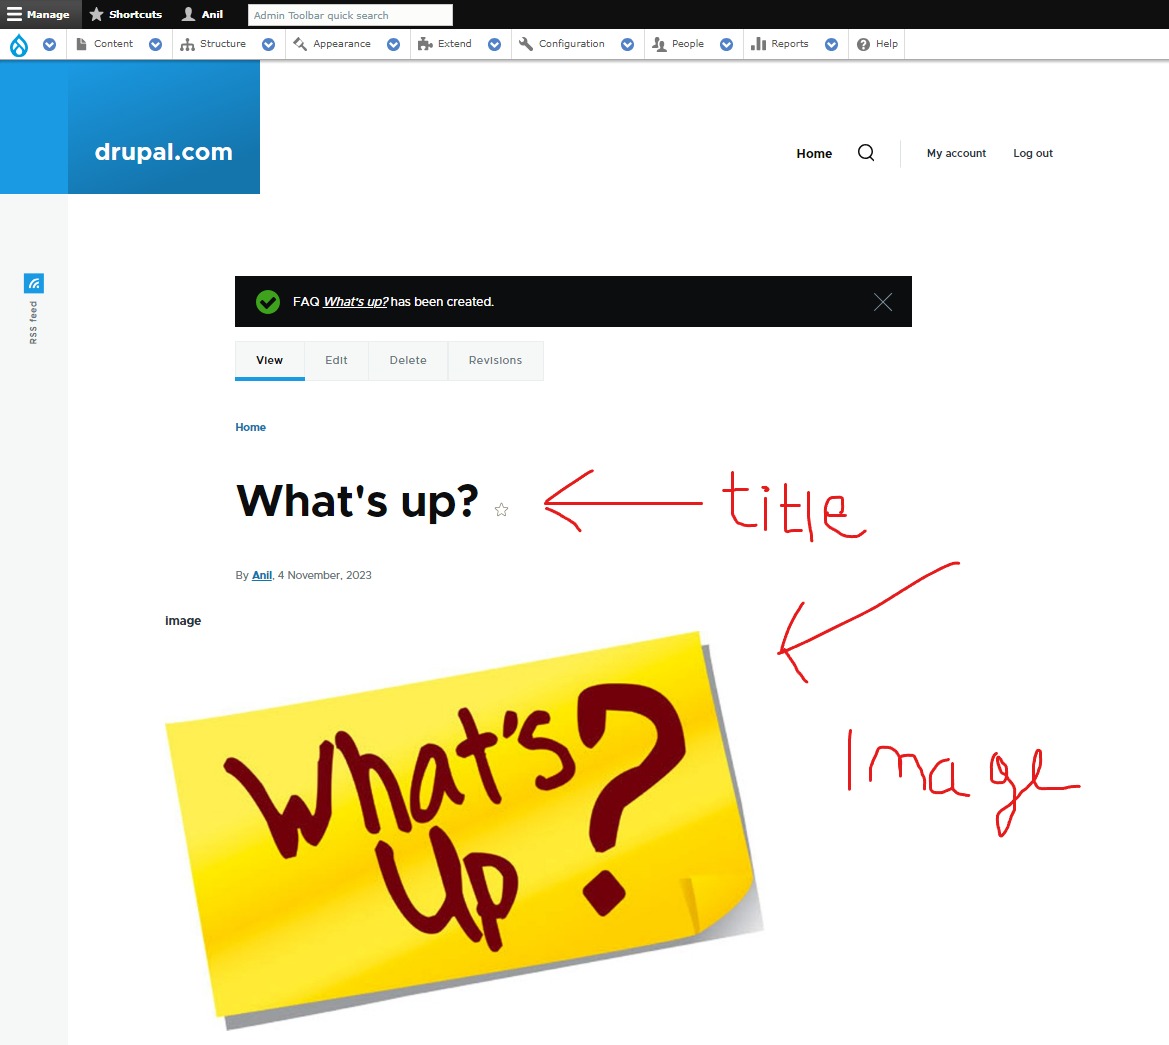 Manage Shortcuts Anil Admin Toolbar quick search
Content Structure Appearance Extend Configuration People Reports Help
drupal.com
Home My account Log out
RSS feed
FAQ What's up? has been created.
View Edit Delete Revisions
Home
What's up?
title
By Anil, 4 November, 2023
image
What's
Up?
Image